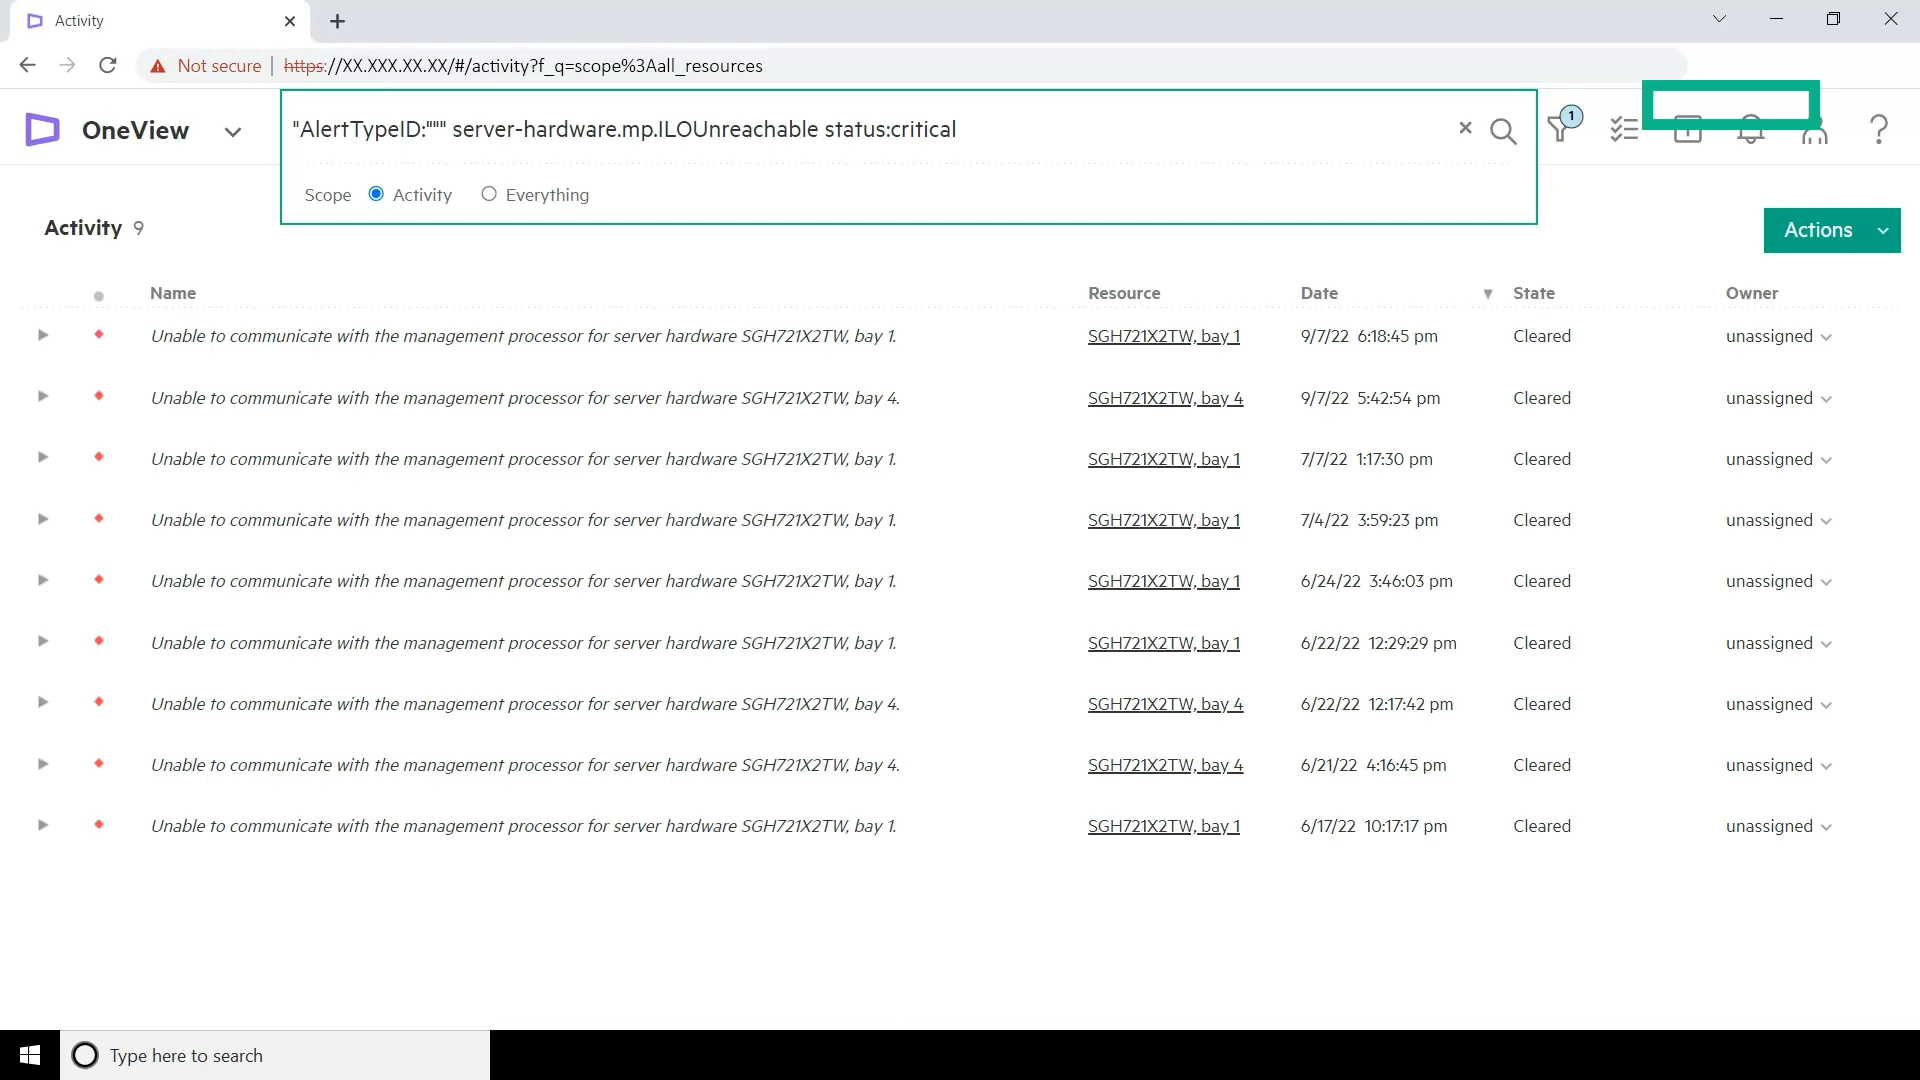 Activity
Not secure | https://XX.XXX.XX.XX/#/activity?f_q=scope%3Aall_resources
OneView
"AlertTypeID:""" server-hardware.mp.ILOUnreachable status:critical
1
Scope Activity Everything
Activity 9
Actions
Name Resource Date State Owner
Unable to communicate with the management processor for server hardware SGH721X2TW, bay 1. SGH721X2TW, bay 1 9/7/22 6:18:45 pm Cleared unassigned
Unable to communicate with the management processor for server hardware SGH721X2TW, bay 4. SGH721X2TW, bay 4 9/7/22 5:42:54 pm Cleared unassigned
Unable to communicate with the management processor for server hardware SGH721X2TW, bay 1. SGH721X2TW, bay 1 7/7/22 1:17:30 pm Cleared unassigned
Unable to communicate with the management processor for server hardware SGH721X2TW, bay 1. SGH721X2TW, bay 1 7/4/22 3:59:23 pm Cleared unassigned
Unable to communicate with the management processor for server hardware SGH721X2TW, bay 1. SGH721X2TW, bay 1 6/24/22 3:46:03 pm Cleared unassigned
Unable to communicate with the management processor for server hardware SGH721X2TW, bay 1. SGH721X2TW, bay 1 6/22/22 12:29:29 pm Cleared unassigned
Unable to communicate with the management processor for server hardware SGH721X2TW, bay 4. SGH721X2TW, bay 4 6/22/22 12:17:42 pm Cleared unassigned
Unable to communicate with the management processor for server hardware SGH721X2TW, bay 4. SGH721X2TW, bay 4 6/21/22 4:16:45 pm Cleared unassigned
Unable to communicate with the management processor for server hardware SGH721X2TW, bay 1. SGH721X2TW, bay 1 6/17/22 10:17:17 pm Cleared unassigned
Type here to search